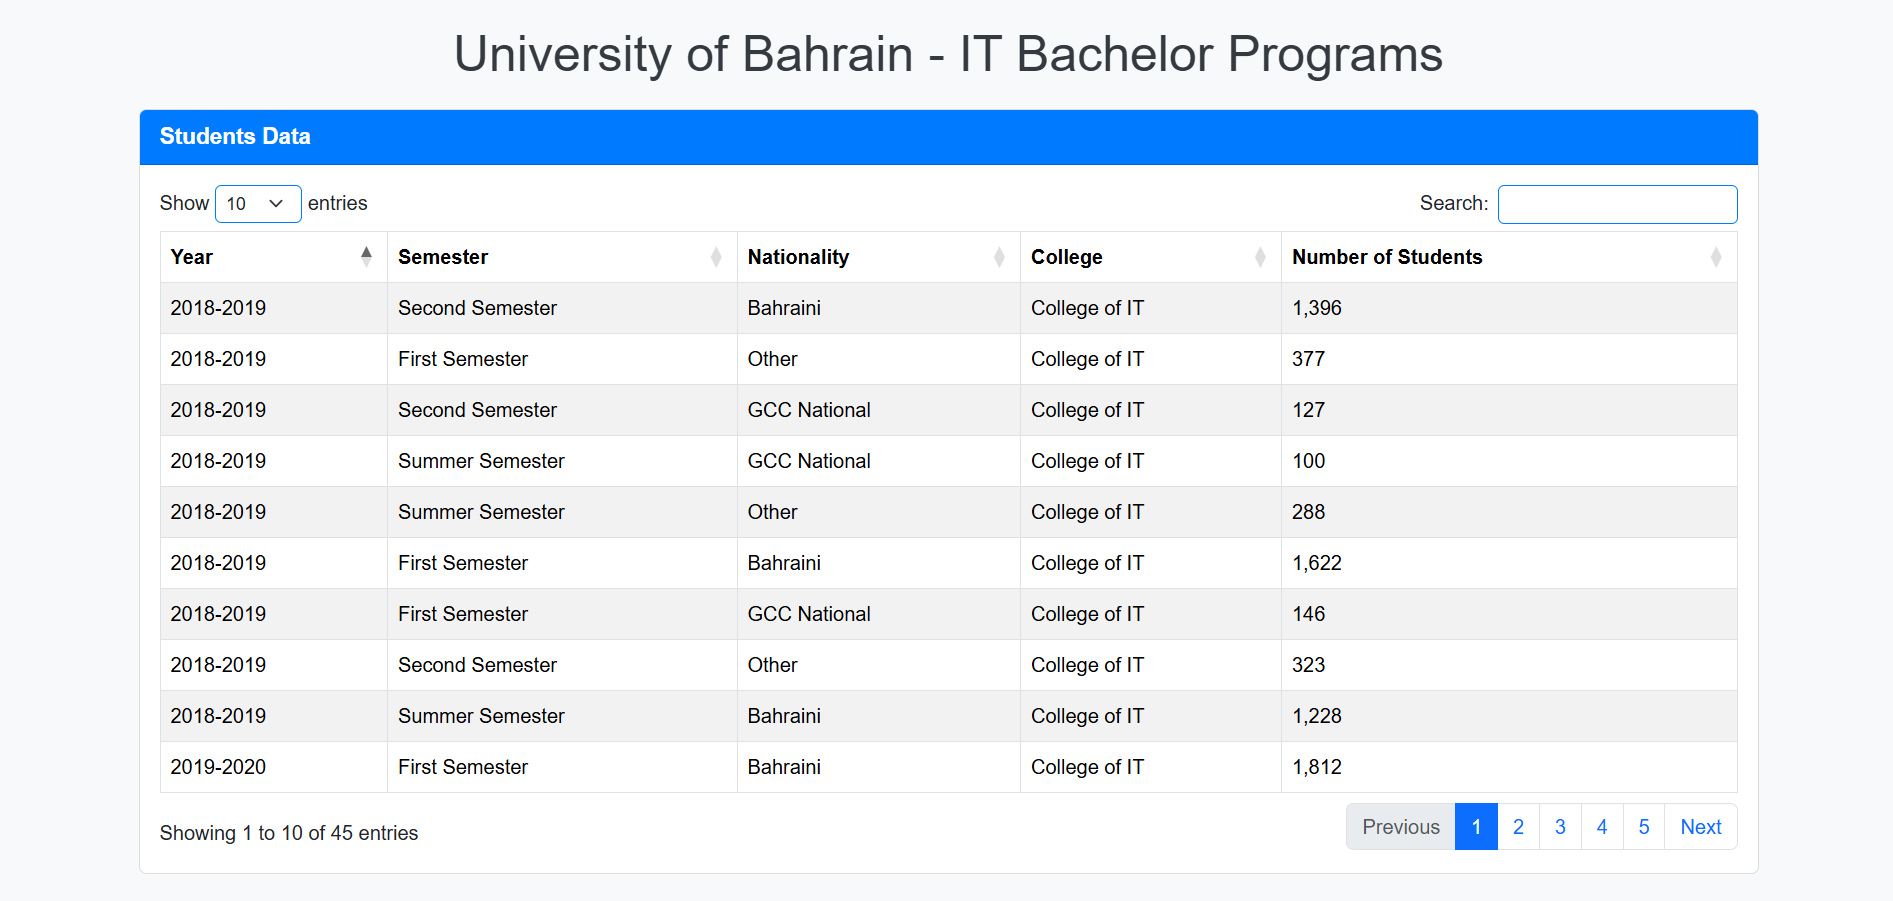 University of Bahrain - IT Bachelor Programs
Students Data
Show 10 entries Search:
Year Semester Nationality College Number of Students
2018-2019 Second Semester Bahraini College of IT 1,396
2018-2019 First Semester Other College of IT 377
2018-2019 Second Semester GCC National College of IT 127
2018-2019 Summer Semester GCC National College of IT 100
2018-2019 Summer Semester Other College of IT 288
2018-2019 First Semester Bahraini College of IT 1,622
2018-2019 First Semester GCC National College of IT 146
2018-2019 Second Semester Other College of IT 323
2018-2019 Summer Semester Bahraini College of IT 1,228
2019-2020 First Semester Bahraini College of IT 1,812
Showing 1 to 10 of 45 entries Previous 1 2 3 4 5 Next